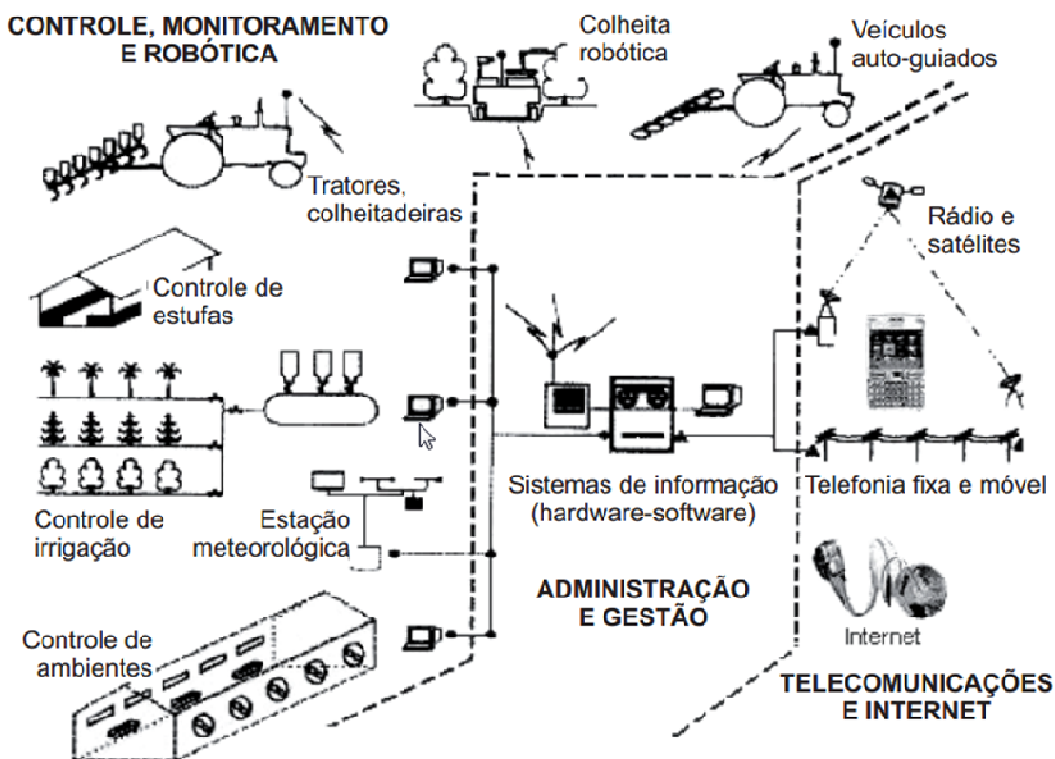 CONTROLE, MONITORAMENTO
E ROBÓTICA
Colheita
robótica
Veículos
auto-guiados
Tratores,
colheitadeiras
Rádio e
satélites
Controle de
estufas
Controle de
irrigação
Estação
meteorológica
Sistemas de informação
(hardware-software)
Telefonia fixa e móvel
ADMINISTRAÇÃO
E GESTÃO
Internet
Controle de
ambientes
TELECOMUNICAÇÕES
E INTERNET